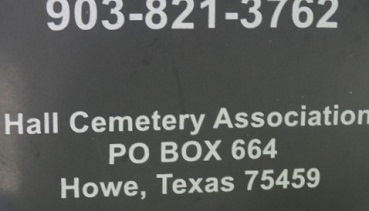 903-821-3762
Hall Cemetery Association
PO BOX 664
Howe, Texas 75459